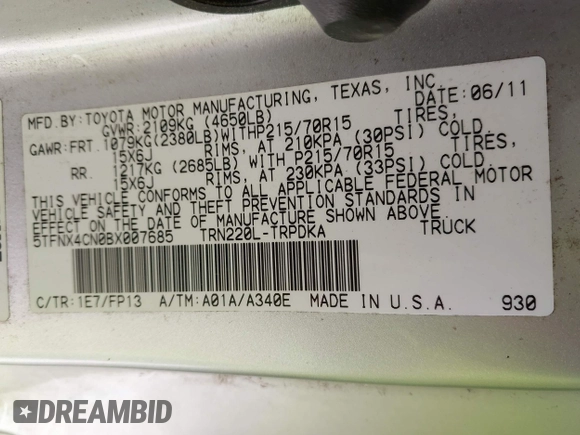 MFD.BY:TOYOTA MOTOR MANUFACTURING, TEXAS, INC. DATE:06/11
GVWR:2109KG (4650LB)
GAWR:FRT. 1079KG(2380LB)WITHP215/70R15 TIRES,
15X6J RIMS, AT 210KPA (30PSI) COLD.
RR. 1217KG (2685LB)WITH P215/70R15 TIRES,
15X6J RIMS, AT 230KPA (33PSI) COLD.
THIS VEHICLE CONFORMS TO ALL APPLICABLE FEDERAL MOTOR
VEHICLE SAFETY AND THEFT PREVENTION STANDARDS IN
EFFECT ON THE DATE OF MANUFACTURE SHOWN ABOVE.
5TFNX4CN0BX007685 TRN220L-TRPDKA TRUCK
C/TR:1E7/FP13 A/TM:A01A/A340E MADE IN U.S.A. 930
DREAMBID